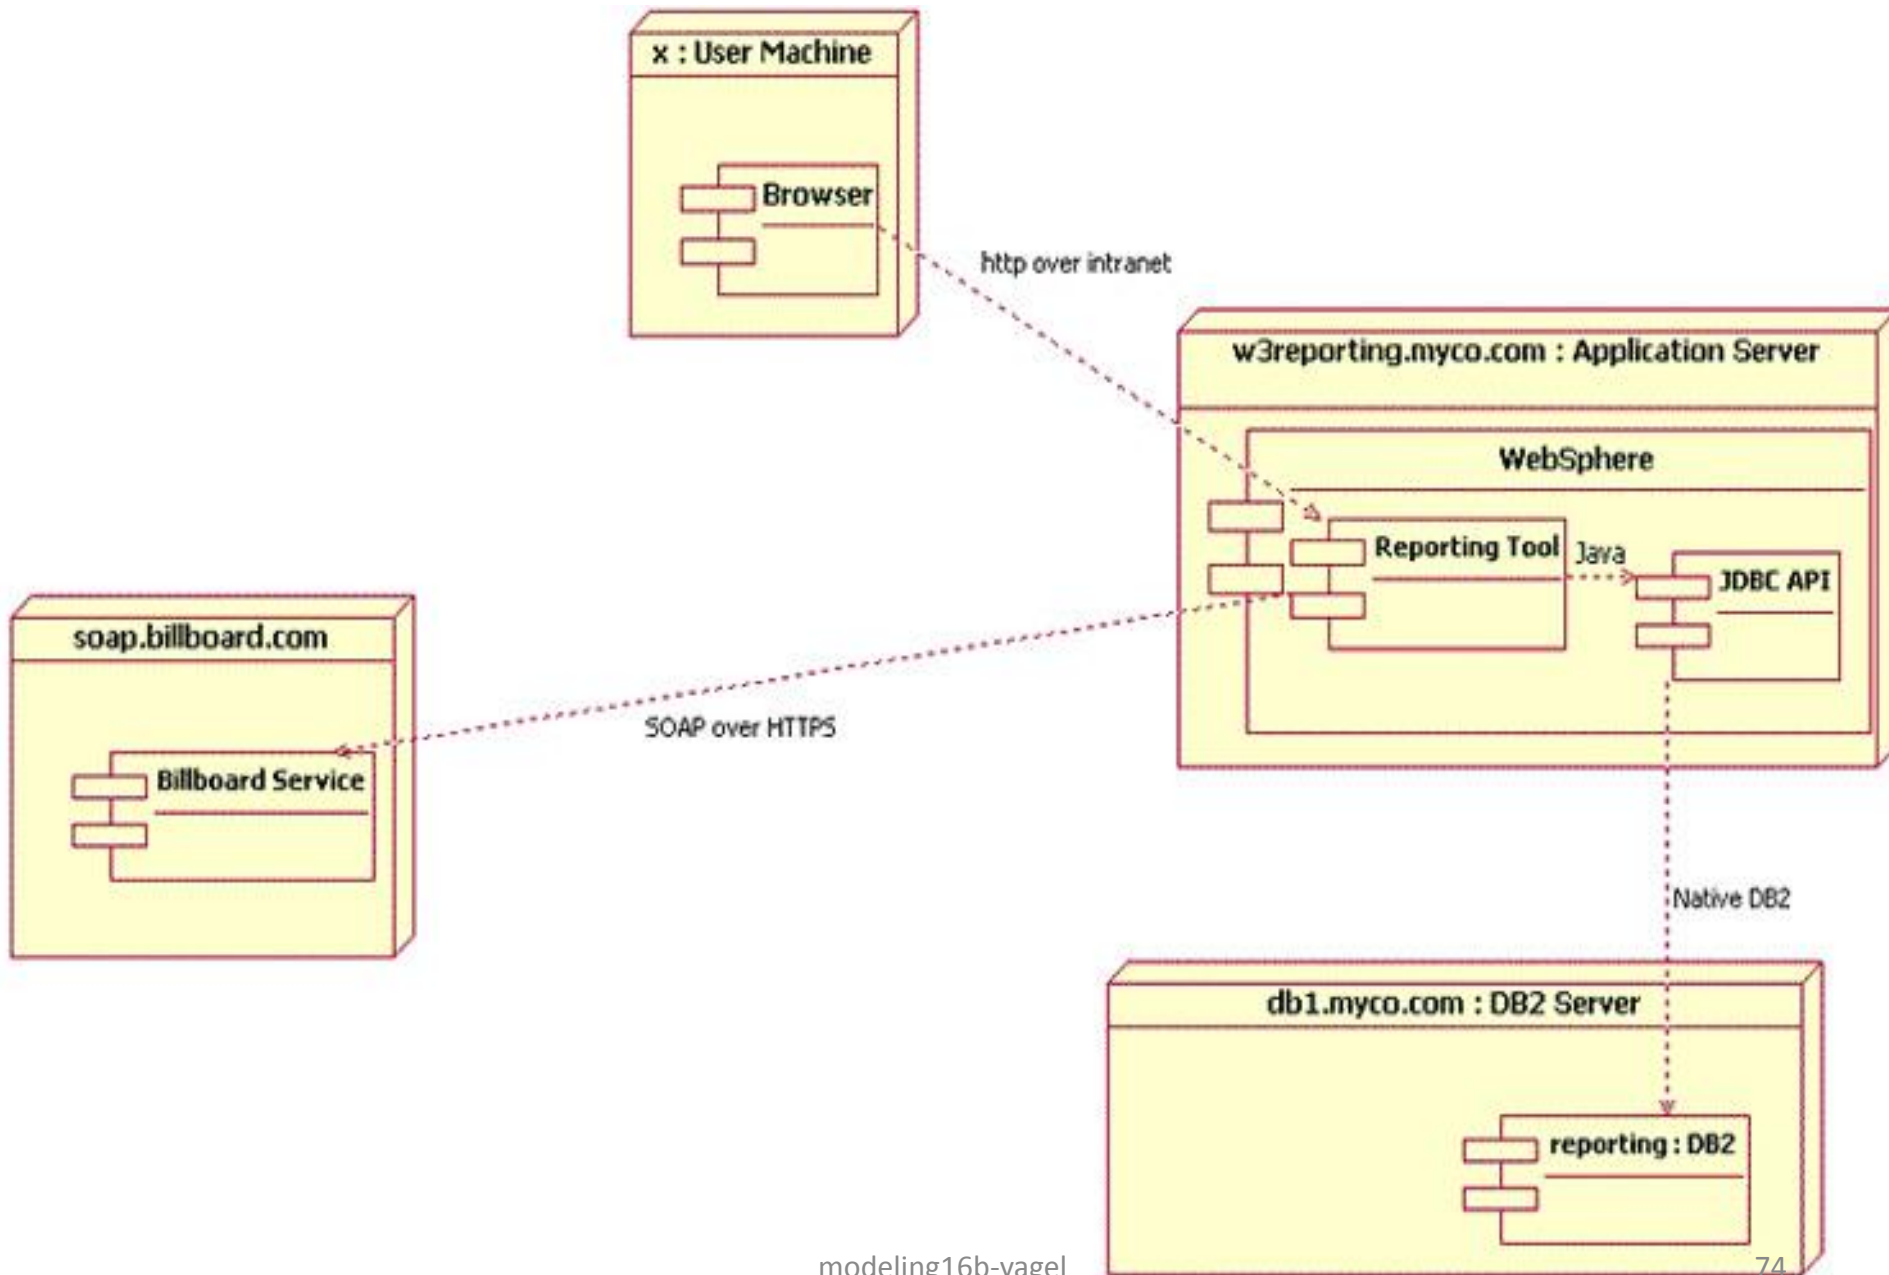 x : User Machine
Browser
http over intranet
w3reporting.myco.com : Application Server
WebSphere
Reporting Tool
Java
JDBC API
soap.billboard.com
SOAP over HTTPS
Billboard Service
Native DB2
db1.myco.com : DB2 Server
reporting : DB2
modeling16b-yagel
74